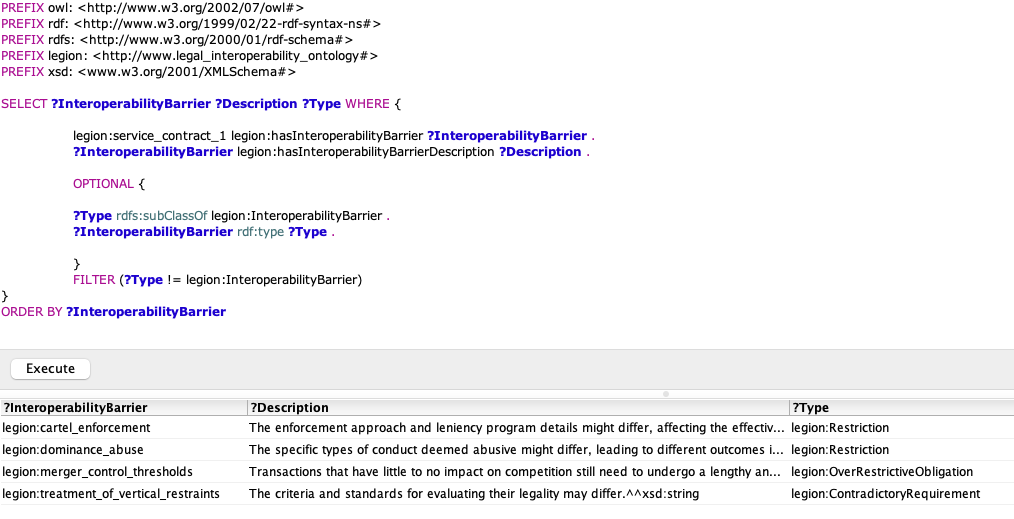 PREFIX owl: <http://www.w3.org/2002/07/owl#>
PREFIX rdf: <http://www.w3.org/1999/02/22-rdf-syntax-ns#>
PREFIX rdfs: <http://www.w3.org/2000/01/rdf-schema#>
PREFIX legion: <http://www.legal_interoperability_ontology#>
PREFIX xsd: <www.w3.org/2001/XMLSchema#>
SELECT ?InteroperabilityBarrier ?Description ?Type WHERE {
legion:service_contract_1 legion:hasInteroperabilityBarrier ?InteroperabilityBarrier .
?InteroperabilityBarrier legion:hasInteroperabilityBarrierDescription ?Description .
OPTIONAL {
?Type rdfs:subClassOf legion:InteroperabilityBarrier .
?InteroperabilityBarrier rdf:type ?Type .
}
FILTER (?Type != legion:InteroperabilityBarrier)
}
ORDER BY ?InteroperabilityBarrier
Execute
?InteroperabilityBarrier ?Description ?Type
legion:cartel_enforcement The enforcement approach and leniency program details might differ, affecting the effectiv... legion:Restriction
legion:dominance_abuse The specific types of conduct deemed abusive might differ, leading to different outcomes i... legion:Restriction
legion:merger_control_thresholds Transactions that have little to no impact on competition still need to undergo a lengthy an... legion:OverRestrictiveObligation
legion:treatment_of_vertical_restraints The criteria and standards for evaluating their legality may differ.^^xsd:string legion:ContradictoryRequirement